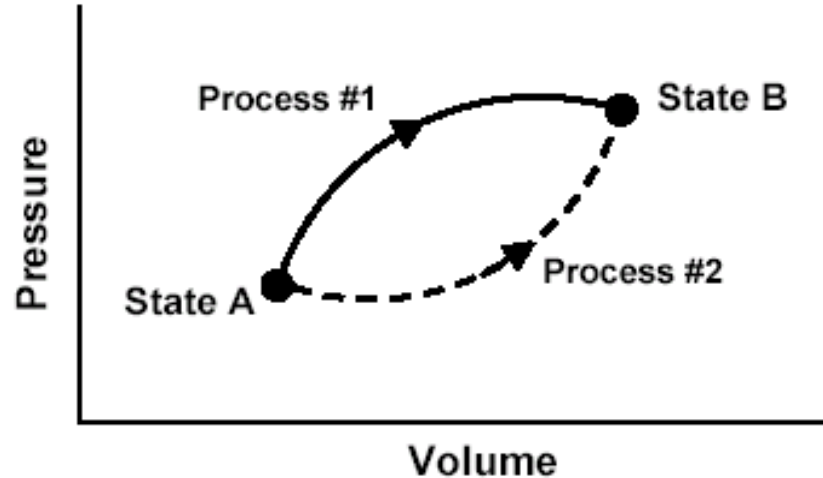 Process #1
State B
Pressure
Process #2
State A
Volume